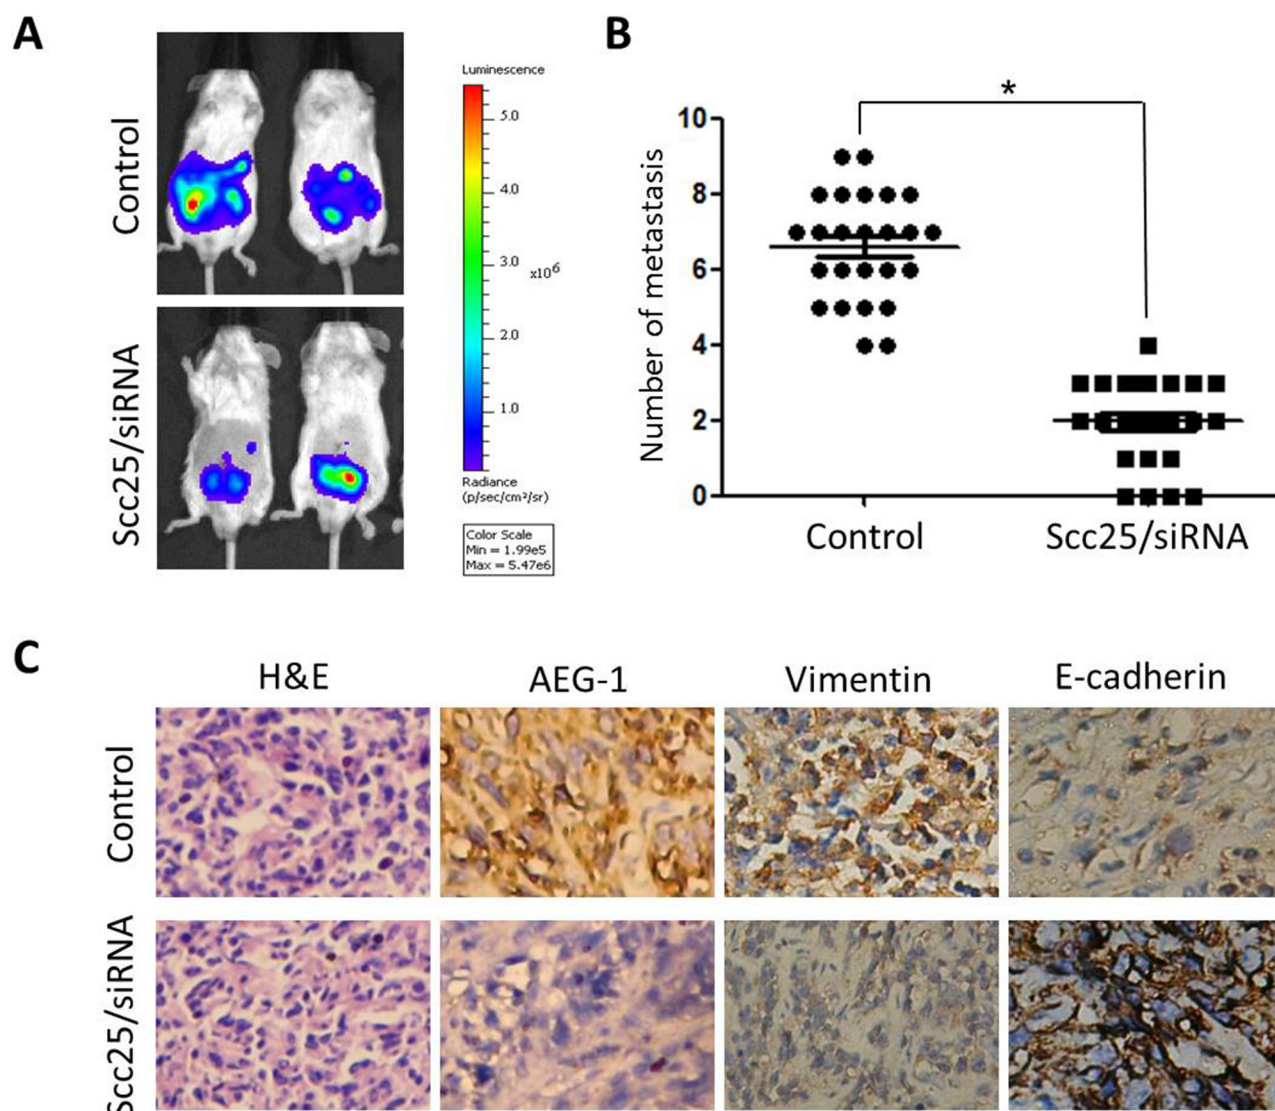 A
Control
Scc25/siRNA
Luminescence
5.0
4.0
3.0
x10⁶
2.0
1.0
Radiance
(p/sec/cm²/sr)
Color Scale
Min = 1.99e5
Max = 5.47e6
B
*
Number of metastasis
10
8
6
4
2
0
Control
Scc25/siRNA
C
H&E
AEG-1
Vimentin
E-cadherin
Control
Scc25/siRNA